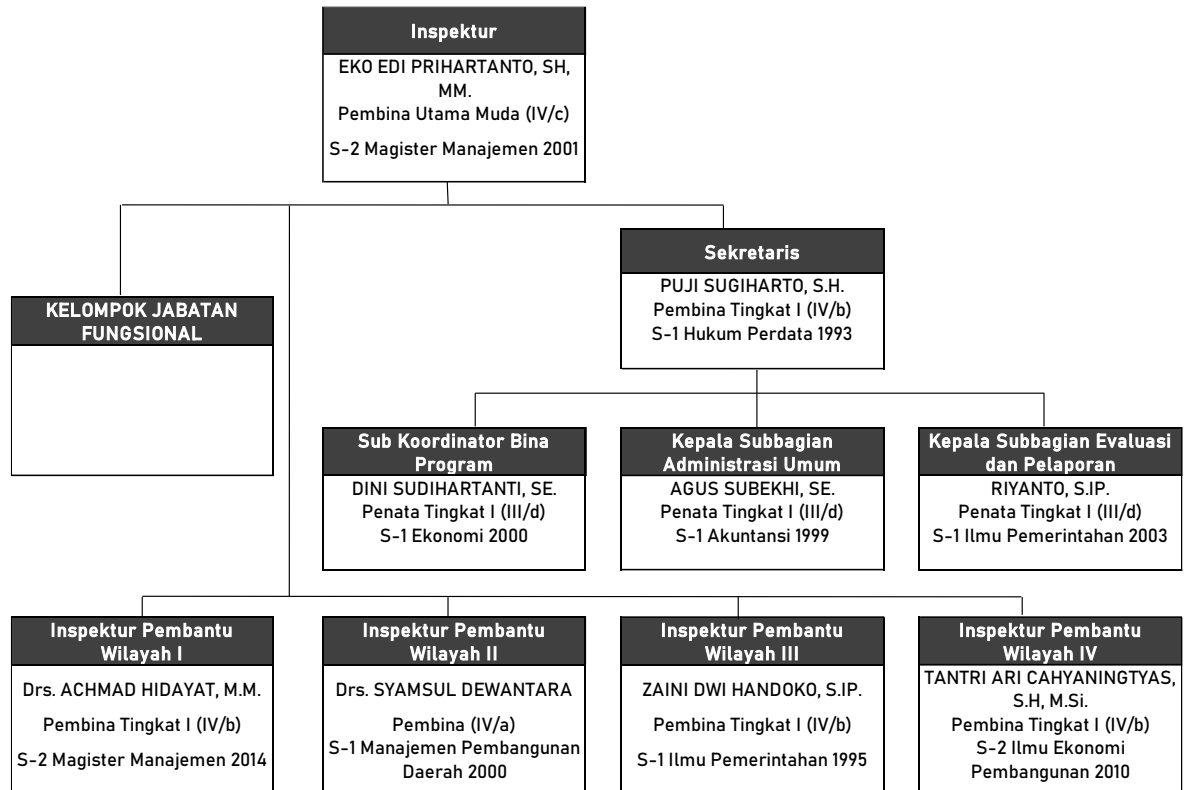 Inspektur
EKO EDI PRIHARTANTO, SH,
MM.
Pembina Utama Muda (IV/c)
S-2 Magister Manajemen 2001
Sekretaris
PUJI SUGIHARTO, S.H.
Pembina Tingkat I (IV/b)
S-1 Hukum Perdata 1993
KELOMPOK JABATAN
FUNGSIONAL
Sub Koordinator Bina
Program
DINI SUDIHARTANTI, SE.
Penata Tingkat I (III/d)
S-1 Ekonomi 2000
Kepala Subbagian
Administrasi Umum
AGUS SUBEKHI, SE.
Penata Tingkat I (III/d)
S-1 Akuntansi 1999
Kepala Subbagian Evaluasi
dan Pelaporan
RIYANTO, S.IP.
Penata Tingkat I (III/d)
S-1 Ilmu Pemerintahan 2003
Inspektur Pembantu
Wilayah I
Drs. ACHMAD HIDAYAT, M.M.
Pembina Tingkat I (IV/b)
S-2 Magister Manajemen 2014
Inspektur Pembantu
Wilayah II
Drs. SYAMSUL DEWANTARA
Pembina (IV/a)
S-1 Manajemen Pembangunan
Daerah 2000
Inspektur Pembantu
Wilayah III
ZAINI DWI HANDOKO, S.IP.
Pembina Tingkat I (IV/b)
S-1 Ilmu Pemerintahan 1995
Inspektur Pembantu
Wilayah IV
TANTRI ARI CAHYANINGTYAS,
S.H, M.Si.
Pembina Tingkat I (IV/b)
S-2 Ilmu Ekonomi
Pembangunan 2010